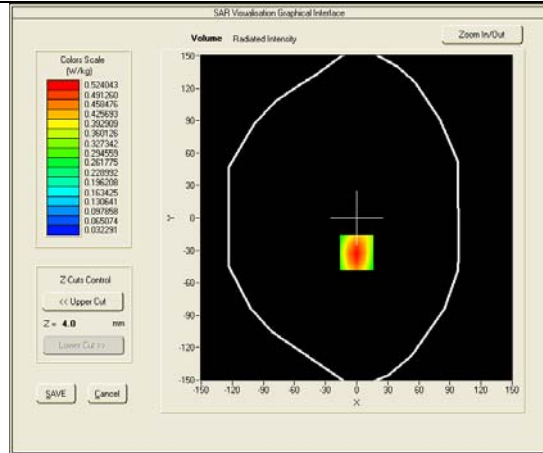 SAR Visualisation Graphical Interface
Volume Radiated Intensity
Zoom In/Out
Colors Scale
(W/kg)
0.524043
0.491260
0.458476
0.425693
0.392909
0.360126
0.327342
0.294559
0.261775
0.228992
0.196208
0.163425
0.130641
0.097858
0.065074
0.032291
Z-Cuts Control
<< Upper Cut
Z = 4.0 mm
Lower Cut >>
SAVE Cancel
150
120
90
60
30
0
-30
-60
-90
-120
-150
Y
-150 -120 -90 -60 -30 0 30 60 90 120 150
X